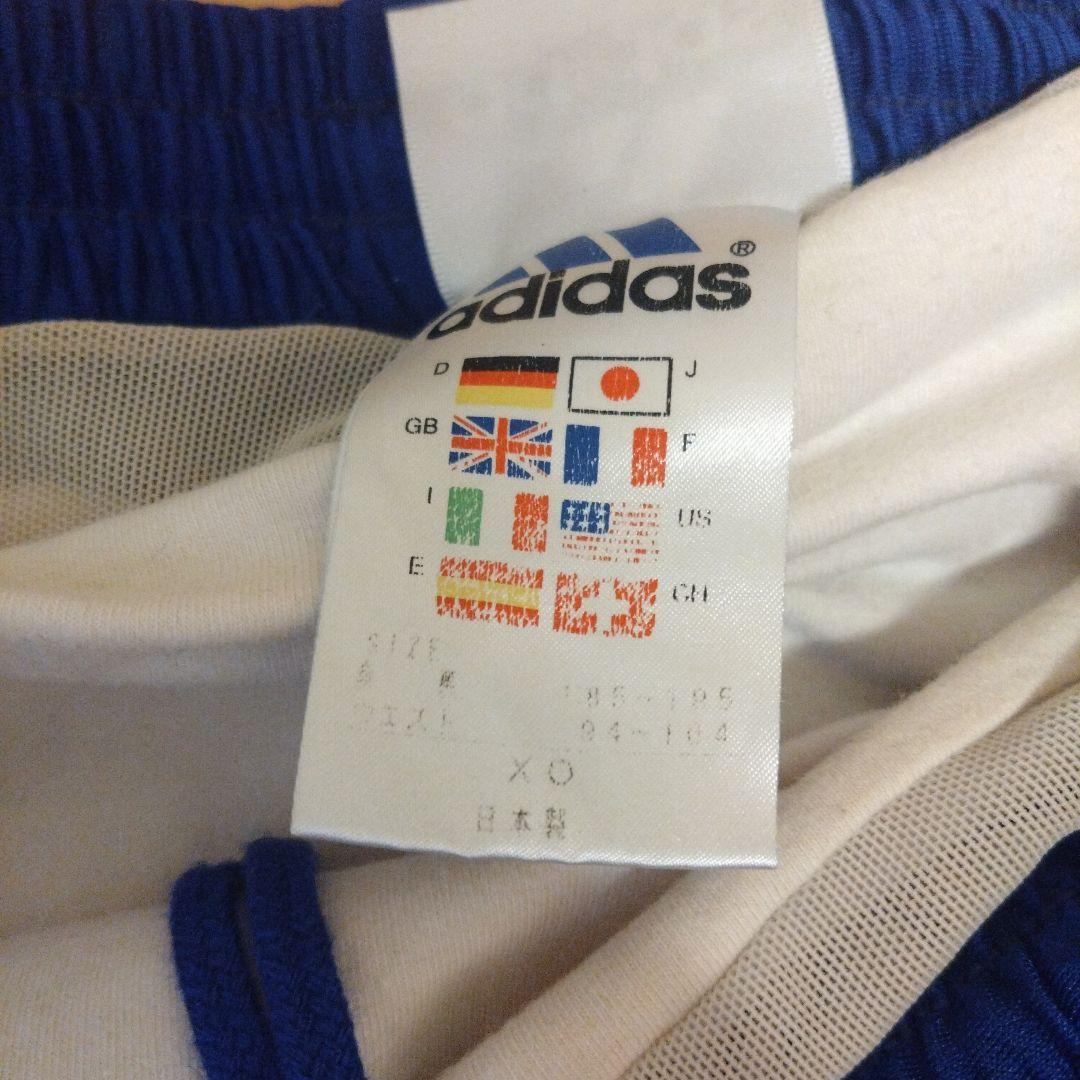 adidas®
D J
GB F
I US
E CH
SIZE
身長 185~195
ウエスト 94~104
XO
日本製